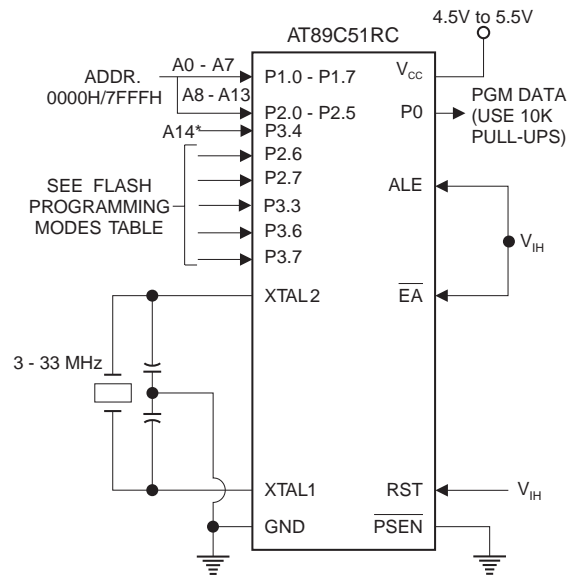 4.5V to 5.5V
AT89C51RC
ADDR.
0000H/7FFFH
A0 - A7
A8 - A13
A14*
SEE FLASH
PROGRAMMING
MODES TABLE
3 - 33 MHz
P1.0 - P1.7
P2.0 - P2.5
P3.4
P2.6
P2.7
P3.3
P3.6
P3.7
XTAL2
XTAL1
GND
VCC
P0
ALE
EA
RST
PSEN
PGM DATA
(USE 10K
PULL-UPS)
VIH
VIH